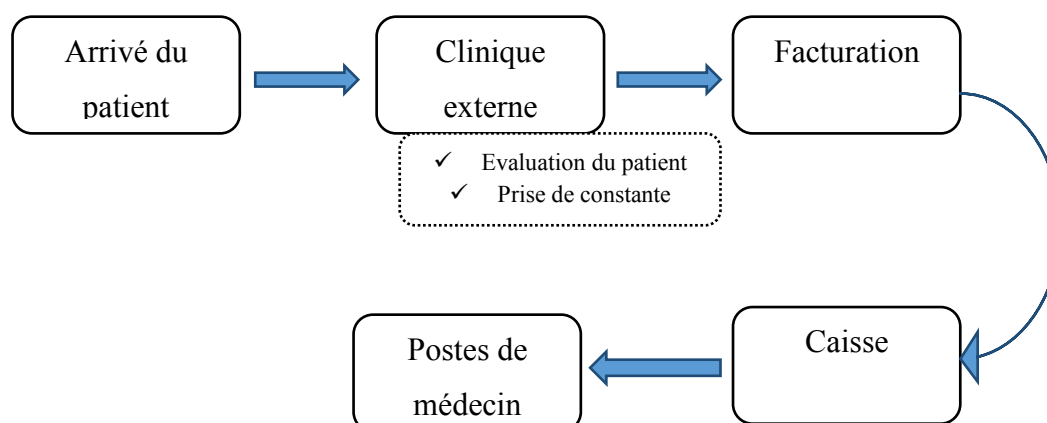 Arrivé du
patient
Clinique
externe
Facturation
✓ Evaluation du patient
✓ Prise de constante
Caisse
Postes de
médecin